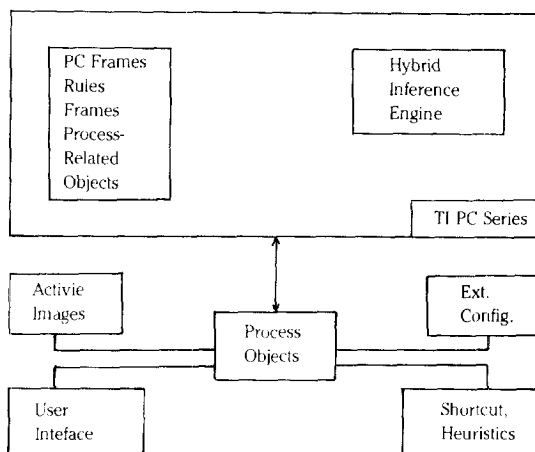 PC Frames
Rules
Frames
Process-
Related
Objects
Hybrid
Inference
Engine
TI PC Series
Activie
Images
Process
Objects
Ext.
Config.
User
Inteface
Shortcut,
Heuristics